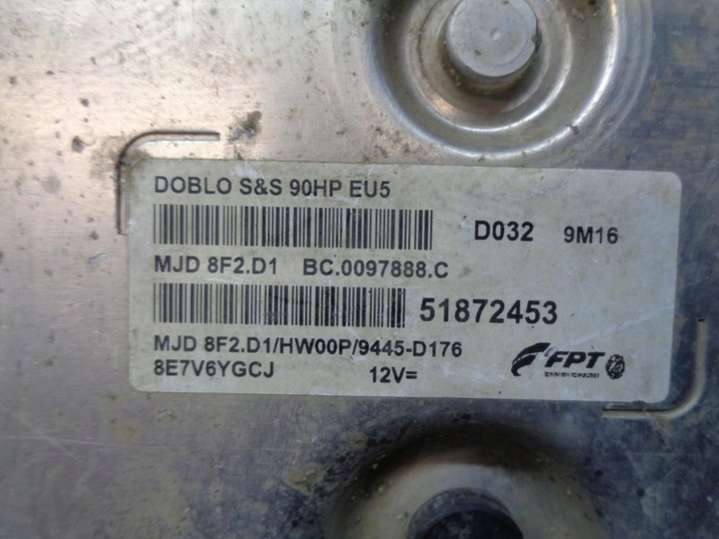 DOBLO S&S 90HP EU5
D032 9M16
MJD 8F2.D1 BC.0097888.C
51872453
MJD 8F2.D1/HW00P/9445-D176
8E7V6YGCJ 12V=
FPT